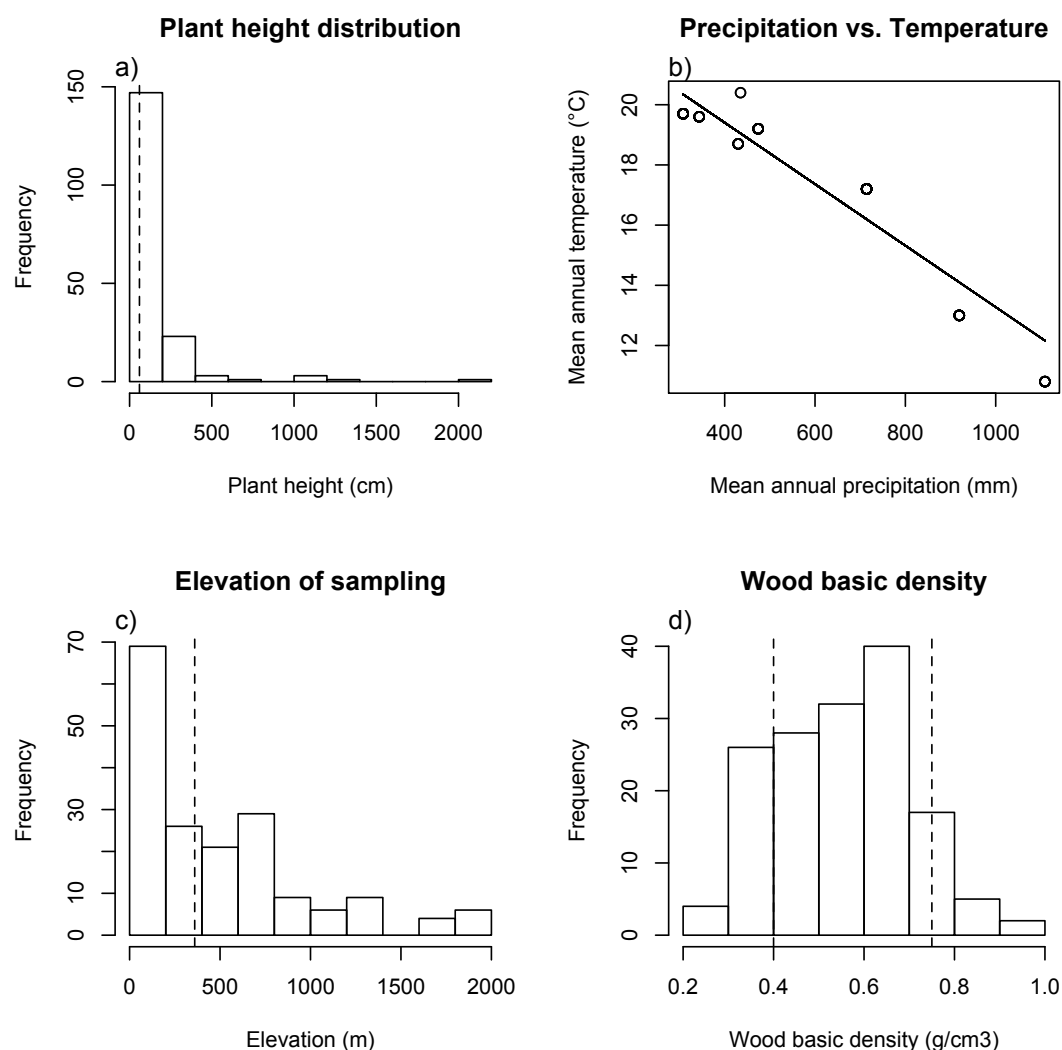 Plant height distribution
a)
150
100
50
0
Frequency
0 500 1000 1500 2000
Plant height (cm)
Precipitation vs. Temperature
b)
20
18
16
14
12
Mean annual temperature (°C)
400 600 800 1000
Mean annual precipitation (mm)
Elevation of sampling
c)
70
50
30
10
0
Frequency
0 500 1000 1500 2000
Elevation (m)
Wood basic density
d)
40
30
20
10
0
Frequency
0.2 0.4 0.6 0.8 1.0
Wood basic density (g/cm3)